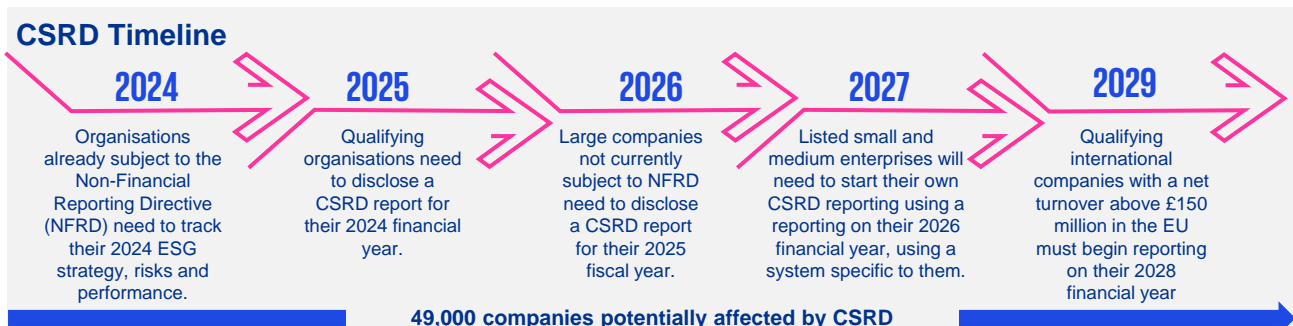 CSRD Timeline
2024
Organisations
already subject to the
Non-Financial
Reporting Directive
(NFRD) need to track
their 2024 ESG
strategy, risks and
performance.
2025
Qualifying
organisations need
to disclose a
CSRD report for
their 2024 financial
year.
2026
Large companies
not currently
subject to NFRD
need to disclose
a CSRD report
for their 2025
fiscal year.
2027
Listed small and
medium enterprises will
need to start their own
CSRD reporting using a
reporting on their 2026
financial year, using a
system specific to them.
2029
Qualifying
international
companies with a net
turnover above £150
million in the EU
must begin reporting
on their 2028
financial year
49,000 companies potentially affected by CSRD